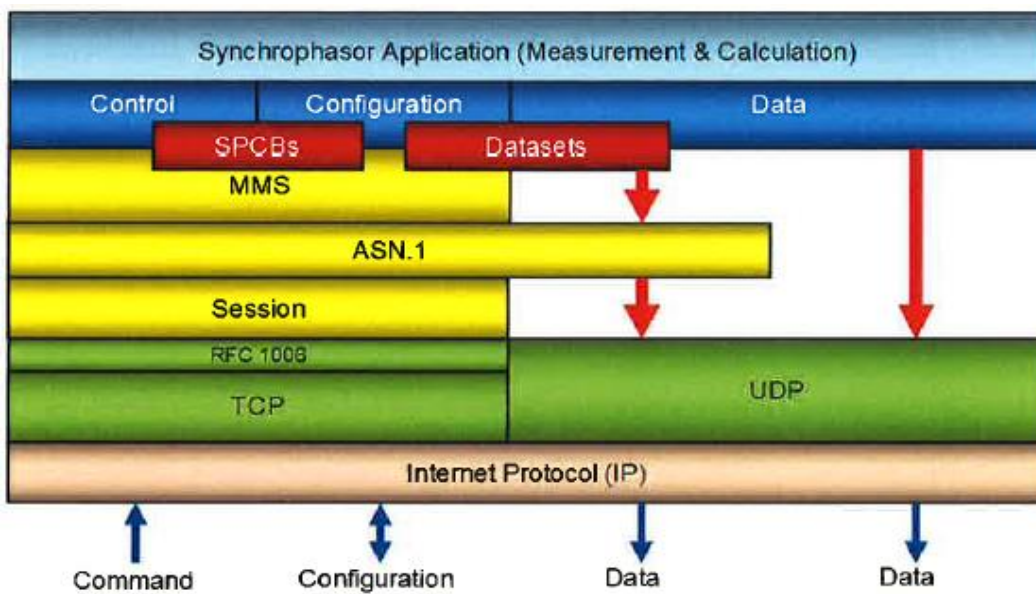 Synchrophasor Application (Measurement & Calculation)
Control Configuration Data
SPCBs Datasets
MMS
ASN.1
Session
RFC 1006
TCP UDP
Internet Protocol (IP)
Command Configuration Data Data